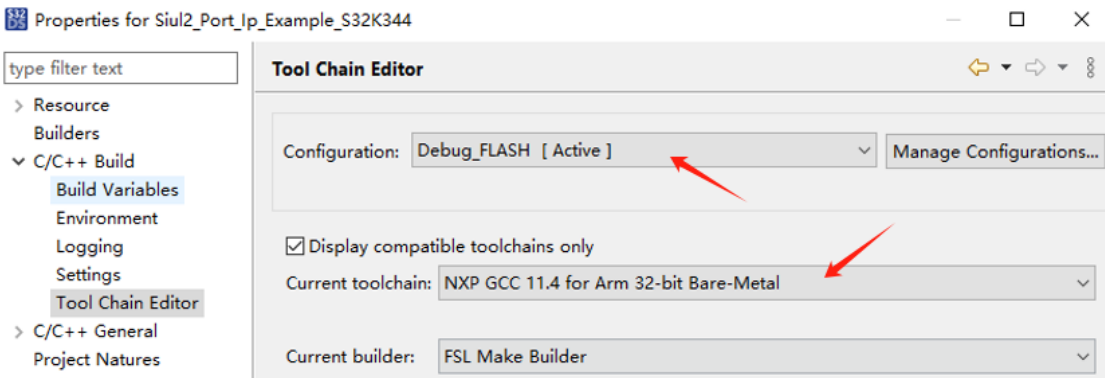 S32 DS Properties for Siul2_Port_Ip_Example_S32K344
type filter text
Resource
Builders
C/C++ Build
Build Variables
Environment
Logging
Settings
Tool Chain Editor
C/C++ General
Project Natures
Tool Chain Editor
Configuration: Debug_FLASH [ Active ] Manage Configurations...
Display compatible toolchains only
Current toolchain: NXP GCC 11.4 for Arm 32-bit Bare-Metal
Current builder: FSL Make Builder